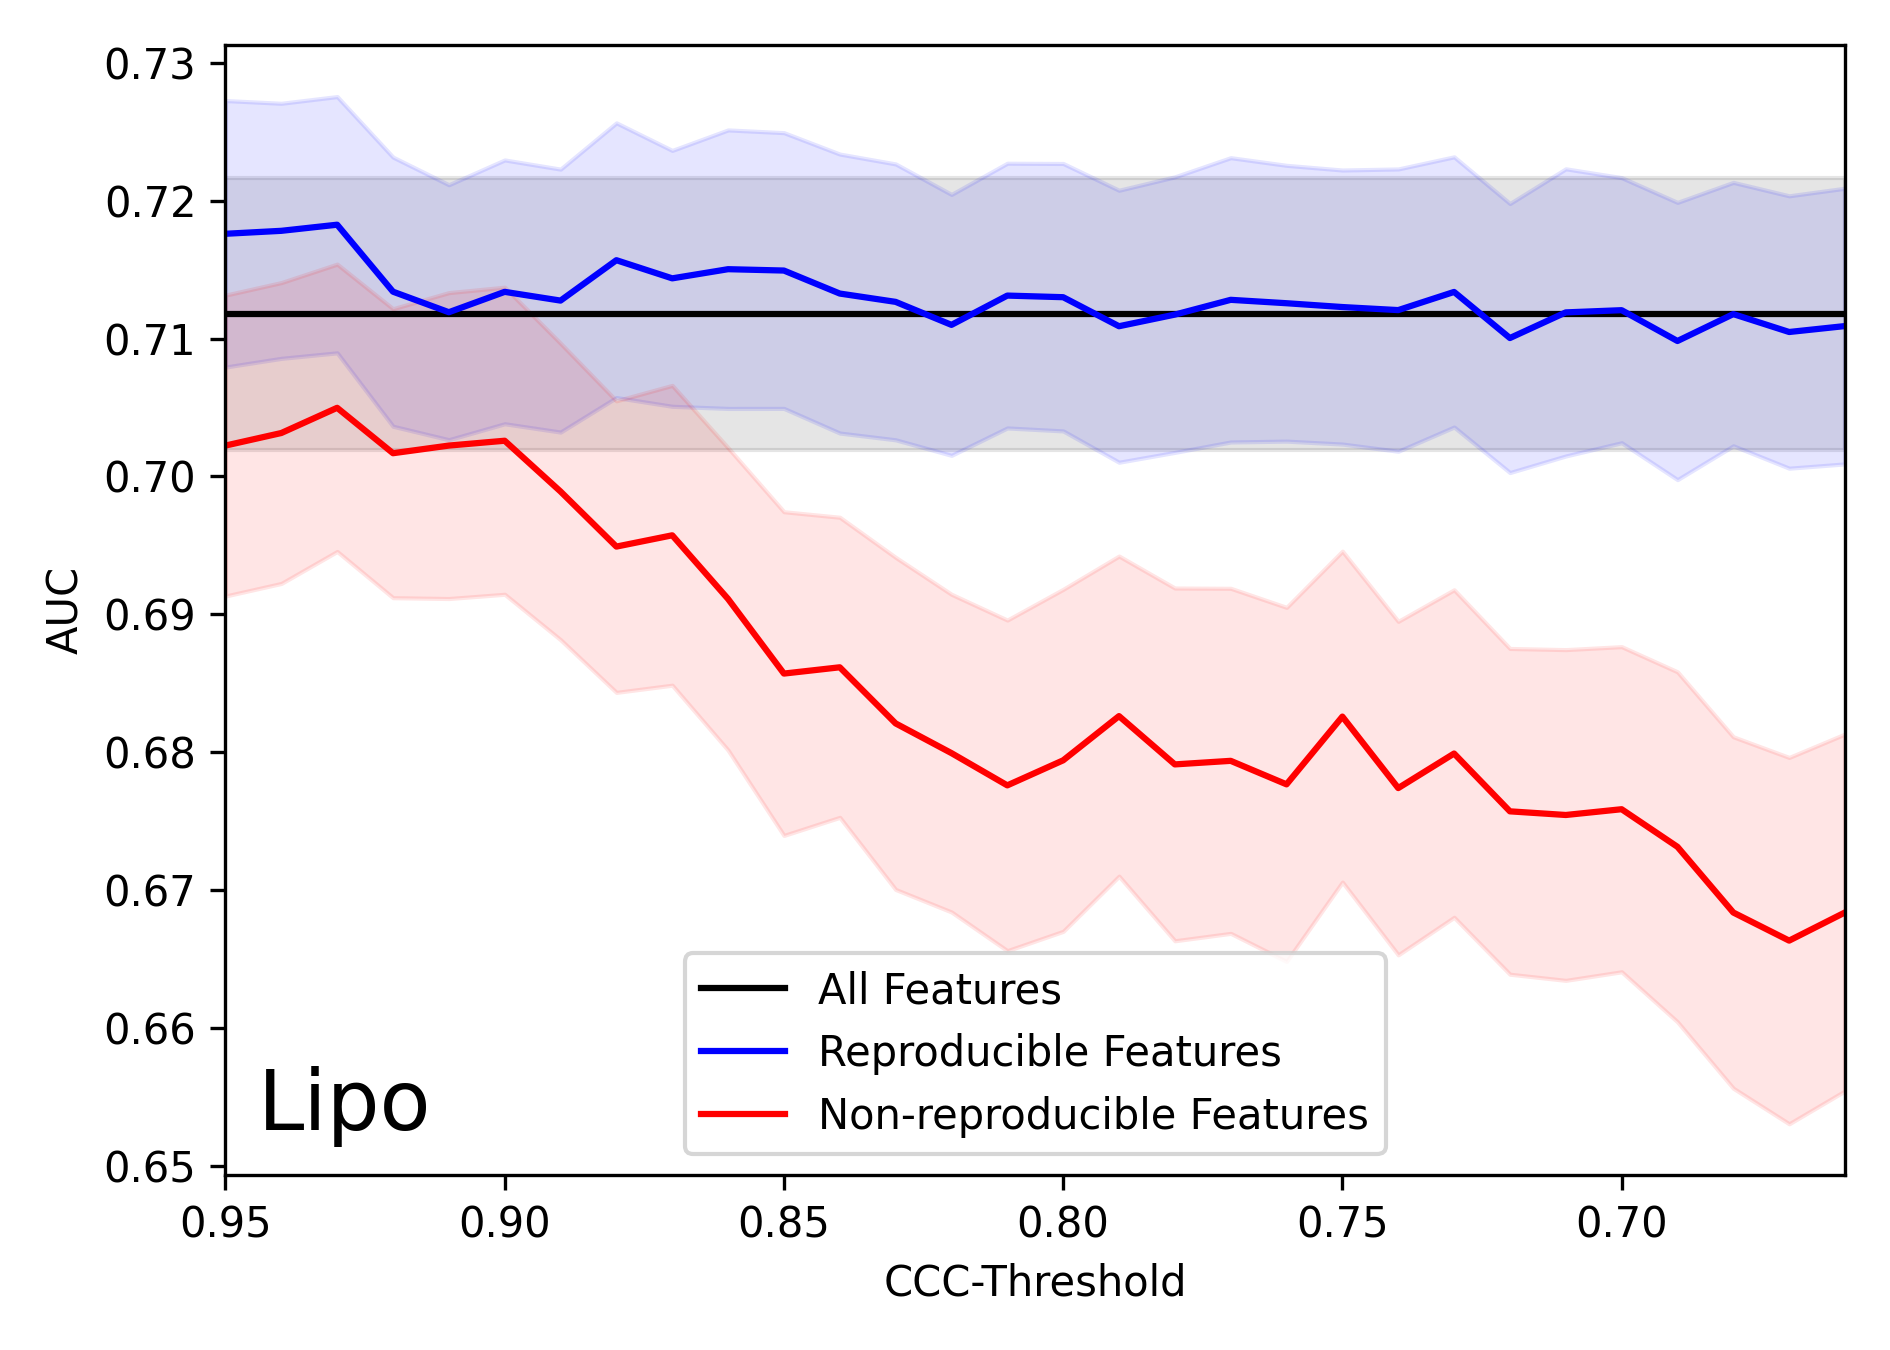 0.73
0.72
0.71
0.70
0.69
0.68
0.67
0.66
0.65
AUC
Lipo
All Features
Reproducible Features
Non-reproducible Features
0.95 0.90 0.85 0.80 0.75 0.70
CCC-Threshold